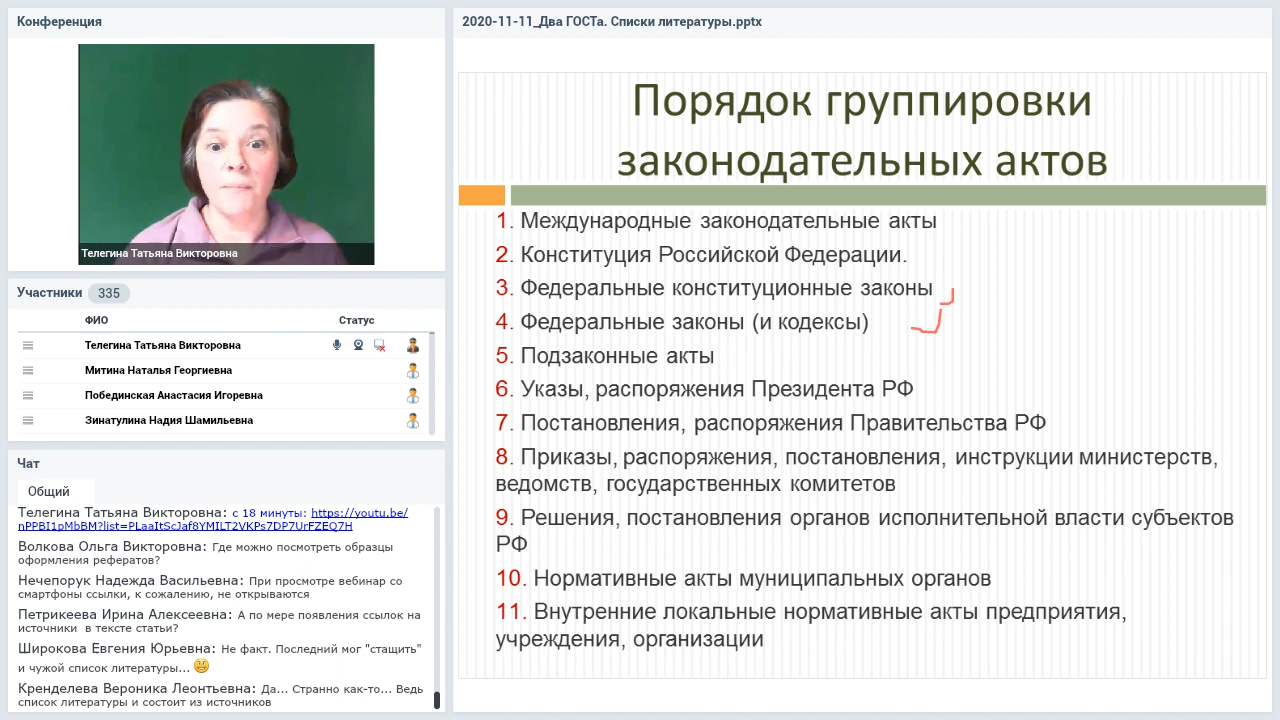 Конференция
Телегина Татьяна Викторовна
Участники 335
ФИО Статус
Телегина Татьяна Викторовна
Митина Наталья Георгиевна
Побединская Анастасия Игоревна
Зинатулина Надия Шамильевна
Чат
Общий
Телегина Татьяна Викторовна: с 18 минуты: https://youtu.be/
nPPBI1pMbBM?list=PLaaItScJaf8YMILT2VKPs7DP7UrFZEQ7H
Волкова Ольга Викторовна: Где можно посмотреть образцы
оформления рефератов?
Нечепорук Надежда Васильевна: При просмотре вебинар со
смартфоны ссылки, к сожалению, не открываются
Петрикеева Ирина Алексеевна: А по мере появления ссылок на
источники в тексте статьи?
Широкова Евгения Юрьевна: Не факт. Последний мог "стащить"
и чужой список литературы...
Кренделева Вероника Леонтьевна: Да... Странно как-то... Ведь
список литературы и состоит из источников
2020-11-11_Два ГОСТа. Списки литературы.pptx
Порядок группировки
законодательных актов
1. Международные законодательные акты
2. Конституция Российской Федерации.
3. Федеральные конституционные законы
4. Федеральные законы (и кодексы)
5. Подзаконные акты
6. Указы, распоряжения Президента РФ
7. Постановления, распоряжения Правительства РФ
8. Приказы, распоряжения, постановления, инструкции министерств,
ведомств, государственных комитетов
9. Решения, постановления органов исполнительной власти субъектов
РФ
10. Нормативные акты муниципальных органов
11. Внутренние локальные нормативные акты предприятия,
учреждения, организации